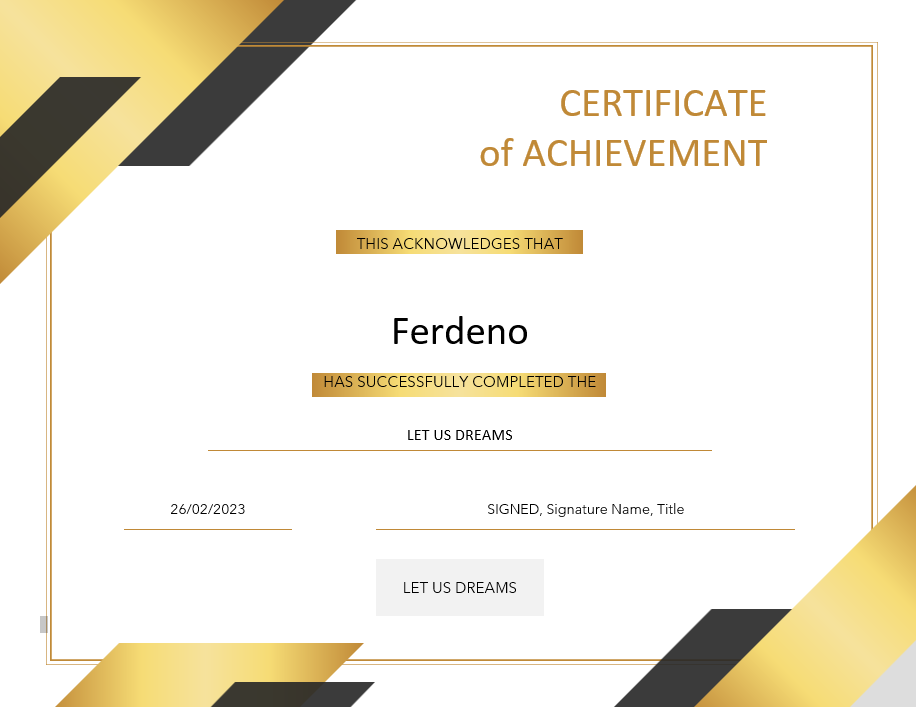 CERTIFICATE
of ACHIEVEMENT
THIS ACKNOWLEDGES THAT
Ferdeno
HAS SUCCESSFULLY COMPLETED THE
LET US DREAMS
26/02/2023
SIGNED, Signature Name, Title
LET US DREAMS